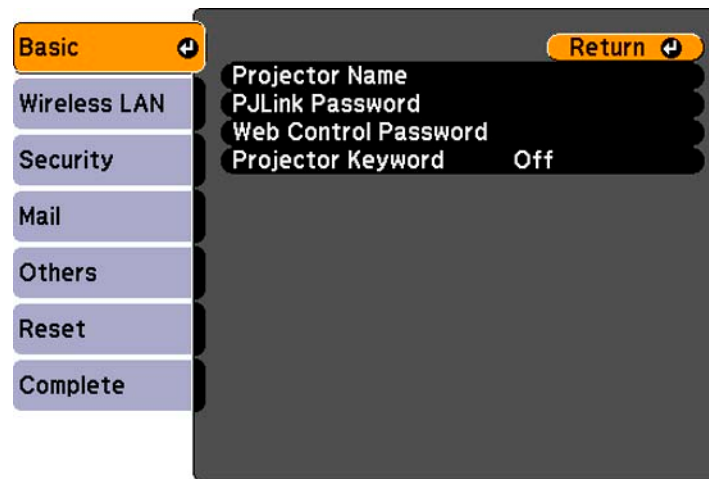 Basic
Wireless LAN
Security
Mail
Others
Reset
Complete
Return
Projector Name
PJLink Password
Web Control Password
Projector Keyword Off